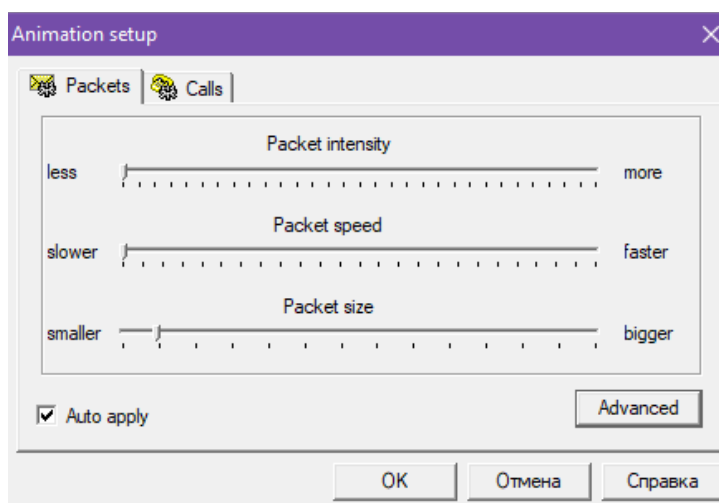 Animation setup
Packets
Calls
Packet intensity
less
more
Packet speed
slower
faster
Packet size
smaller
bigger
Auto apply
Advanced
OK
Отмена
Справка